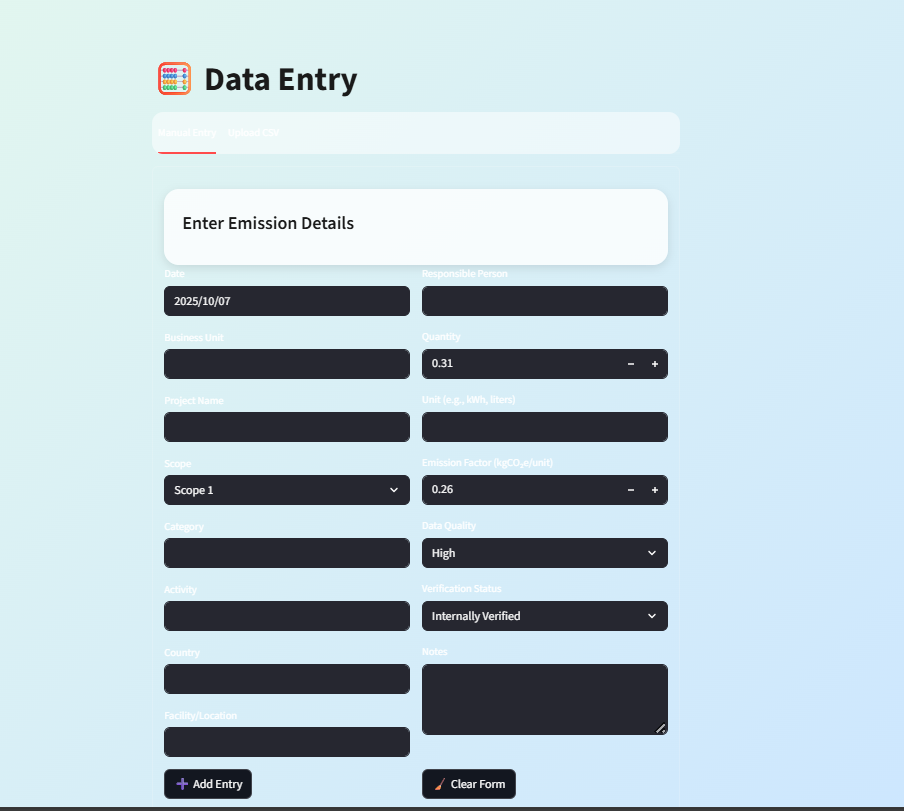 Data Entry
Manual Entry Upload CSV
Enter Emission Details
Date
2025/10/07
Business Unit
Project Name
Scope
Scope 1
Category
Activity
Country
Facility/Location
Add Entry
Responsible Person
Quantity
0.31 − +
Unit (e.g., kWh, liters)
Emission Factor (kgCO₂e/unit)
0.26 − +
Data Quality
High
Verification Status
Internally Verified
Notes
Clear Form